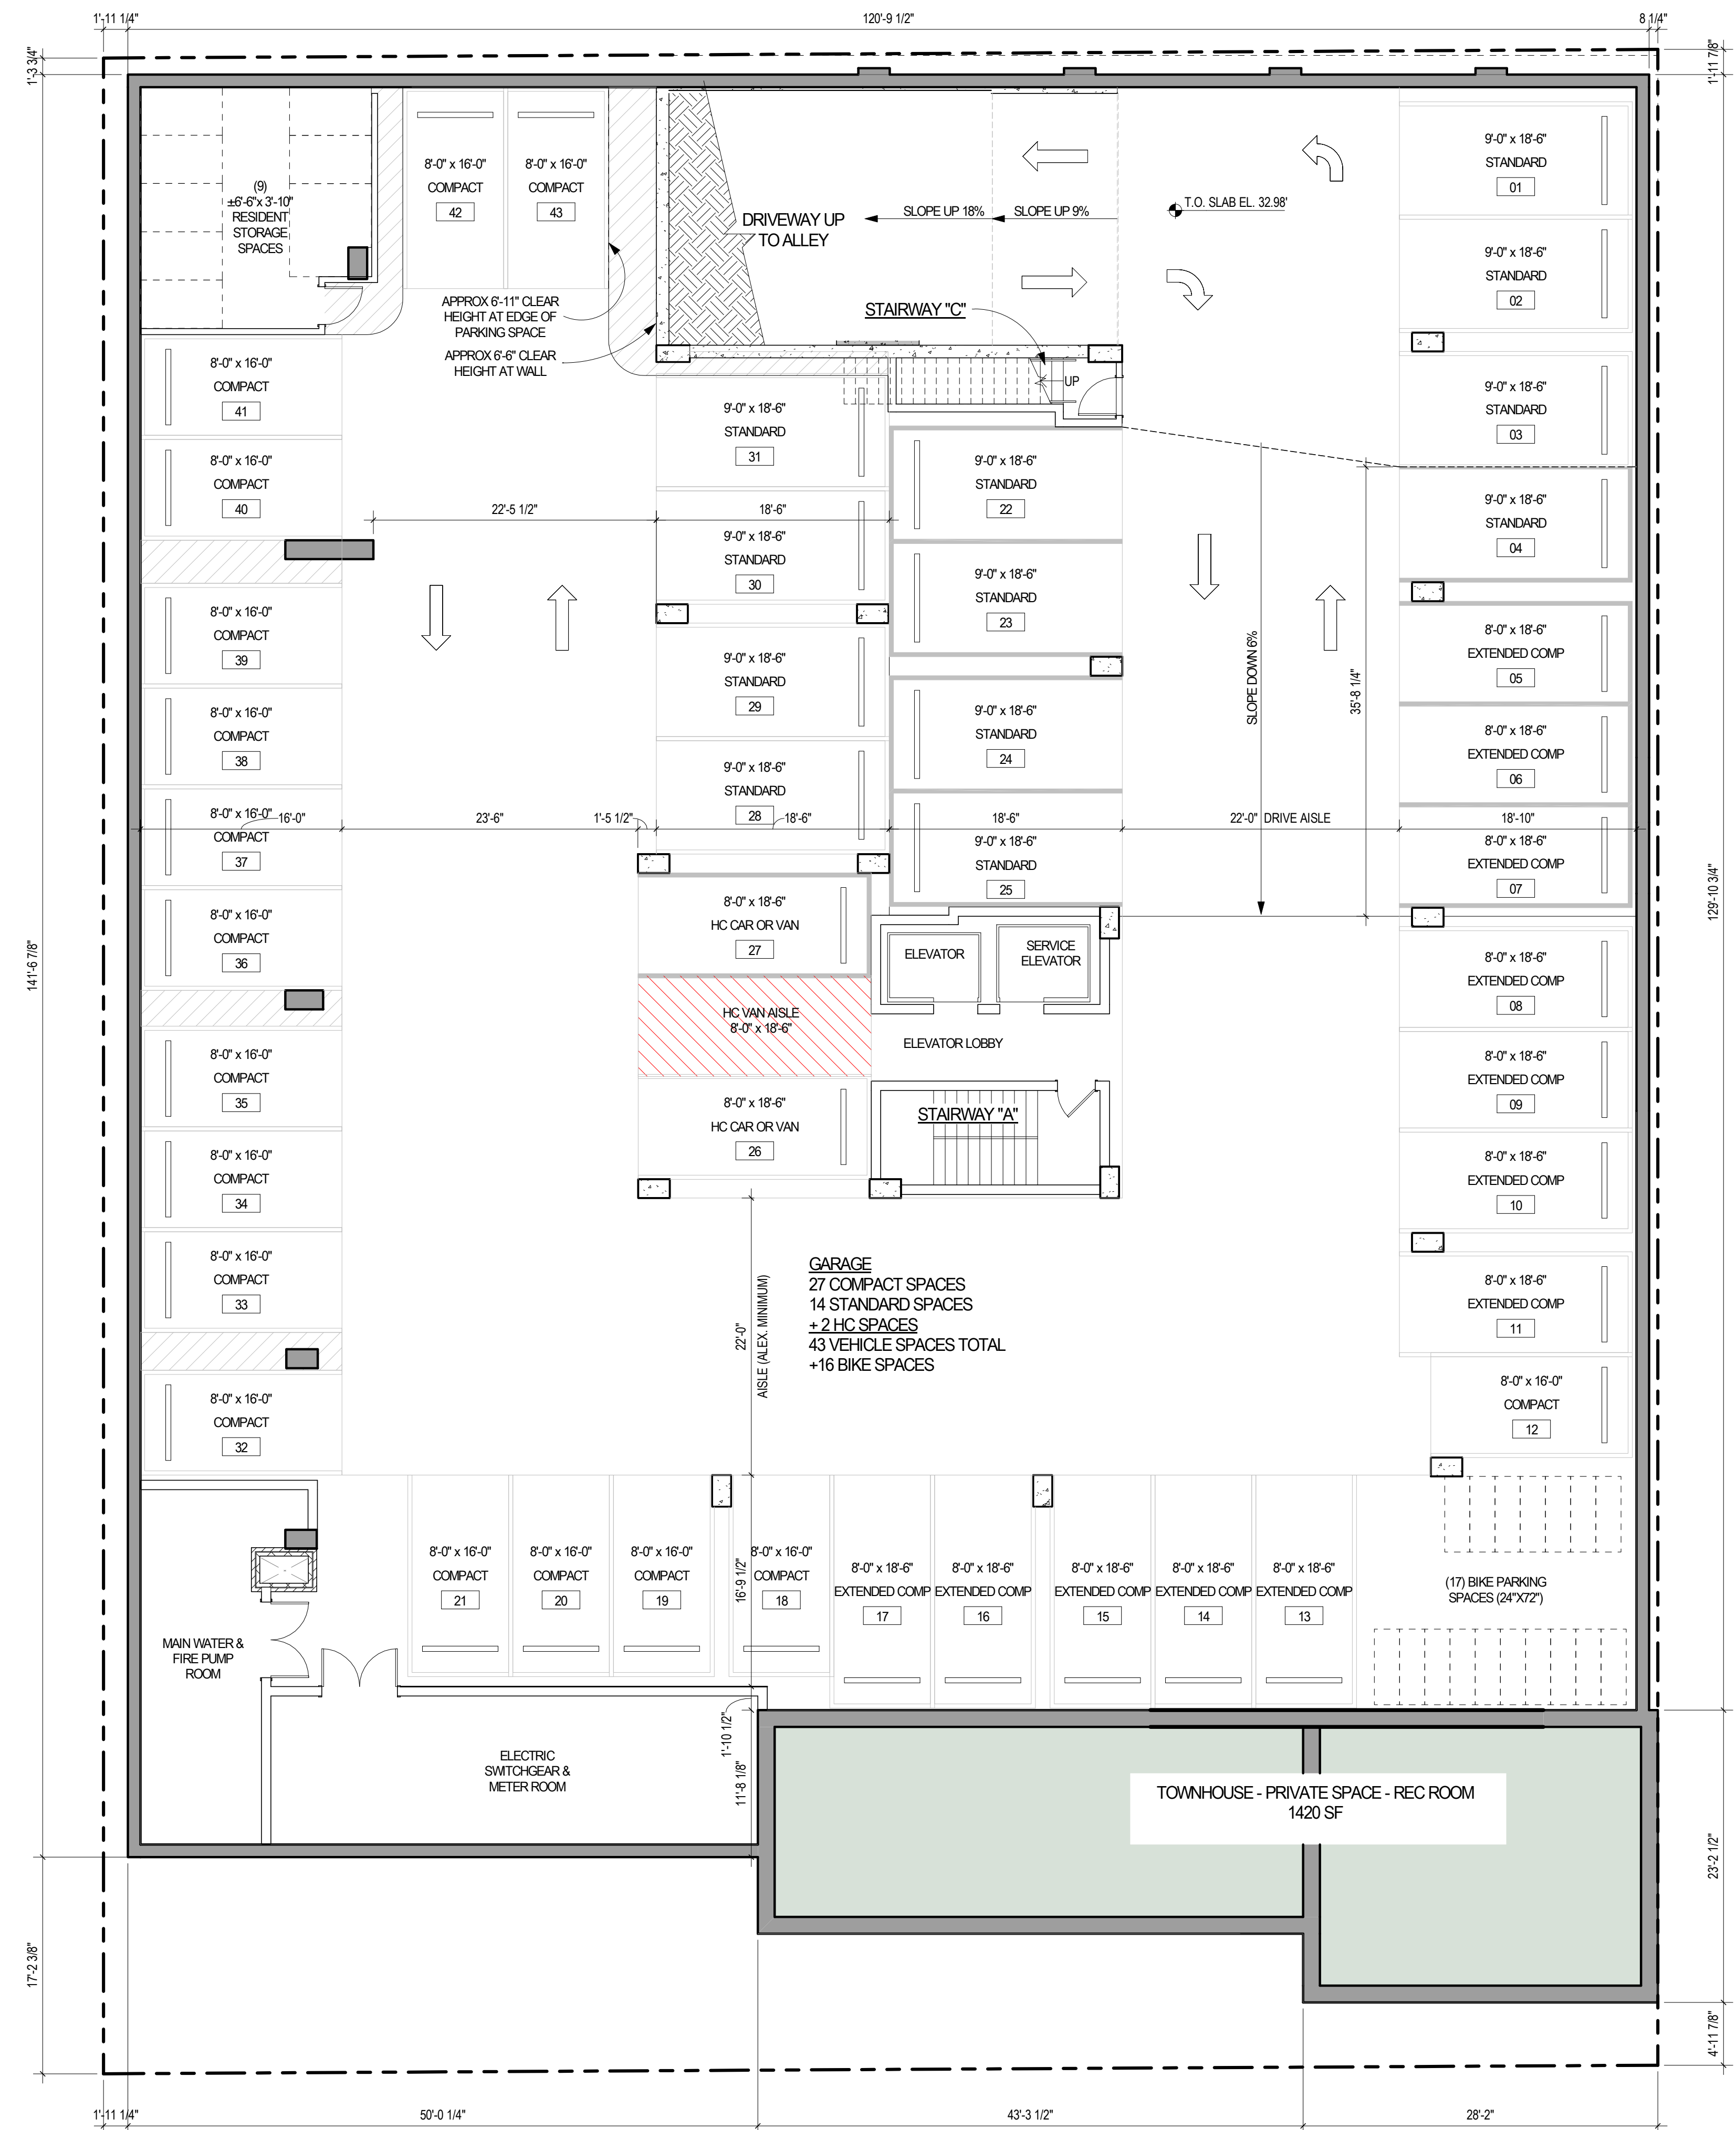 1'-11 1/4"
120'-9 1/2"
8 1/4"
1'-3 3/4"
1'-11 7/8"
(9)
±6'-6"x 3'-10"
RESIDENT
STORAGE
SPACES
8'-0" x 16'-0"
COMPACT
42
8'-0" x 16'-0"
COMPACT
43
DRIVEWAY UP
TO ALLEY
SLOPE UP 18%
SLOPE UP 9%
T.O. SLAB EL. 32.98'
9'-0" x 18'-6"
STANDARD
01
9'-0" x 18'-6"
STANDARD
02
APPROX 6'-11" CLEAR
HEIGHT AT EDGE OF
PARKING SPACE
APPROX 6'-6" CLEAR
HEIGHT AT WALL
STAIRWAY "C"
UP
8'-0" x 16'-0"
COMPACT
41
9'-0" x 18'-6"
STANDARD
31
9'-0" x 18'-6"
STANDARD
03
8'-0" x 16'-0"
COMPACT
40
22'-5 1/2"
18'-6"
9'-0" x 18'-6"
STANDARD
22
9'-0" x 18'-6"
STANDARD
04
9'-0" x 18'-6"
STANDARD
30
9'-0" x 18'-6"
STANDARD
23
8'-0" x 16'-0"
COMPACT
39
8'-0" x 18'-6"
EXTENDED COMP
05
9'-0" x 18'-6"
STANDARD
29
SLOPE DOWN 6%
35'-8 1/4"
8'-0" x 16'-0"
COMPACT
38
9'-0" x 18'-6"
STANDARD
24
8'-0" x 18'-6"
EXTENDED COMP
06
9'-0" x 18'-6"
STANDARD
28
8'-0" x 16'-0"
COMPACT
37
16'-0"
23'-6"
1'-5 1/2"
18'-6"
18'-6"
22'-0" DRIVE AISLE
18'-10"
9'-0" x 18'-6"
STANDARD
25
8'-0" x 18'-6"
EXTENDED COMP
07
8'-0" x 16'-0"
COMPACT
36
8'-0" x 18'-6"
HC CAR OR VAN
27
ELEVATOR
SERVICE
ELEVATOR
8'-0" x 18'-6"
EXTENDED COMP
08
141'-6 7/8"
129'-10 3/4"
HC VAN AISLE
8'-0" x 18'-6"
ELEVATOR LOBBY
8'-0" x 16'-0"
COMPACT
35
8'-0" x 18'-6"
EXTENDED COMP
09
8'-0" x 18'-6"
HC CAR OR VAN
26
STAIRWAY "A"
8'-0" x 16'-0"
COMPACT
34
8'-0" x 18'-6"
EXTENDED COMP
10
8'-0" x 16'-0"
COMPACT
33
22'-0"
AISLE (ALEX. MINIMUM)
GARAGE
27 COMPACT SPACES
14 STANDARD SPACES
+ 2 HC SPACES
43 VEHICLE SPACES TOTAL
+16 BIKE SPACES
8'-0" x 18'-6"
EXTENDED COMP
11
8'-0" x 16'-0"
COMPACT
32
8'-0" x 16'-0"
COMPACT
12
8'-0" x 16'-0"
COMPACT
21
8'-0" x 16'-0"
COMPACT
20
8'-0" x 16'-0"
COMPACT
19
16'-9 1/2"
8'-0" x 16'-0"
COMPACT
18
8'-0" x 18'-6"
EXTENDED COMP
17
8'-0" x 18'-6"
EXTENDED COMP
16
8'-0" x 18'-6"
EXTENDED COMP
15
8'-0" x 18'-6"
EXTENDED COMP
14
8'-0" x 18'-6"
EXTENDED COMP
13
(17) BIKE PARKING
SPACES (24"X72")
MAIN WATER &
FIRE PUMP
ROOM
1'-10 1/2"
11'-8 1/8"
ELECTRIC
SWITCHGEAR &
METER ROOM
TOWNHOUSE - PRIVATE SPACE - REC ROOM
1420 SF
23'-2 1/2"
17'-2 3/8"
4'-11 7/8"
1'-11 1/4"
50'-0 1/4"
43'-3 1/2"
28'-2"